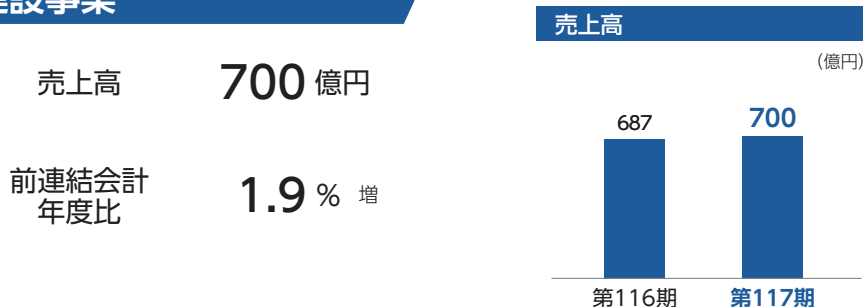 建設事業
売上高 700 億円
前連結会計
年度比
1.9 % 増
売上高
(億円)
687
700
第116期
第117期